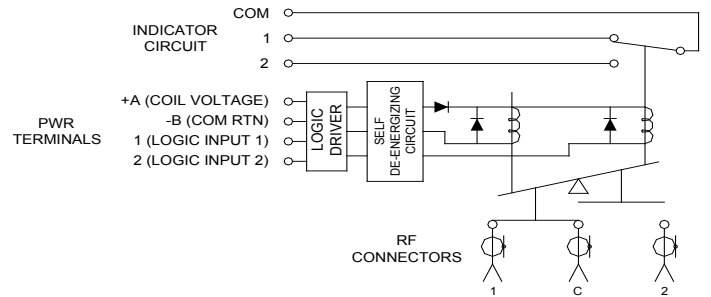 COM
INDICATOR
CIRCUIT
1
2
+A (COIL VOLTAGE)
-B (COM RTN)
1 (LOGIC INPUT 1)
2 (LOGIC INPUT 2)
PWR
TERMINALS
LOGIC
DRIVER
SELF
DE-ENERGIZING
CIRCUIT
RF
CONNECTORS
1
C
2